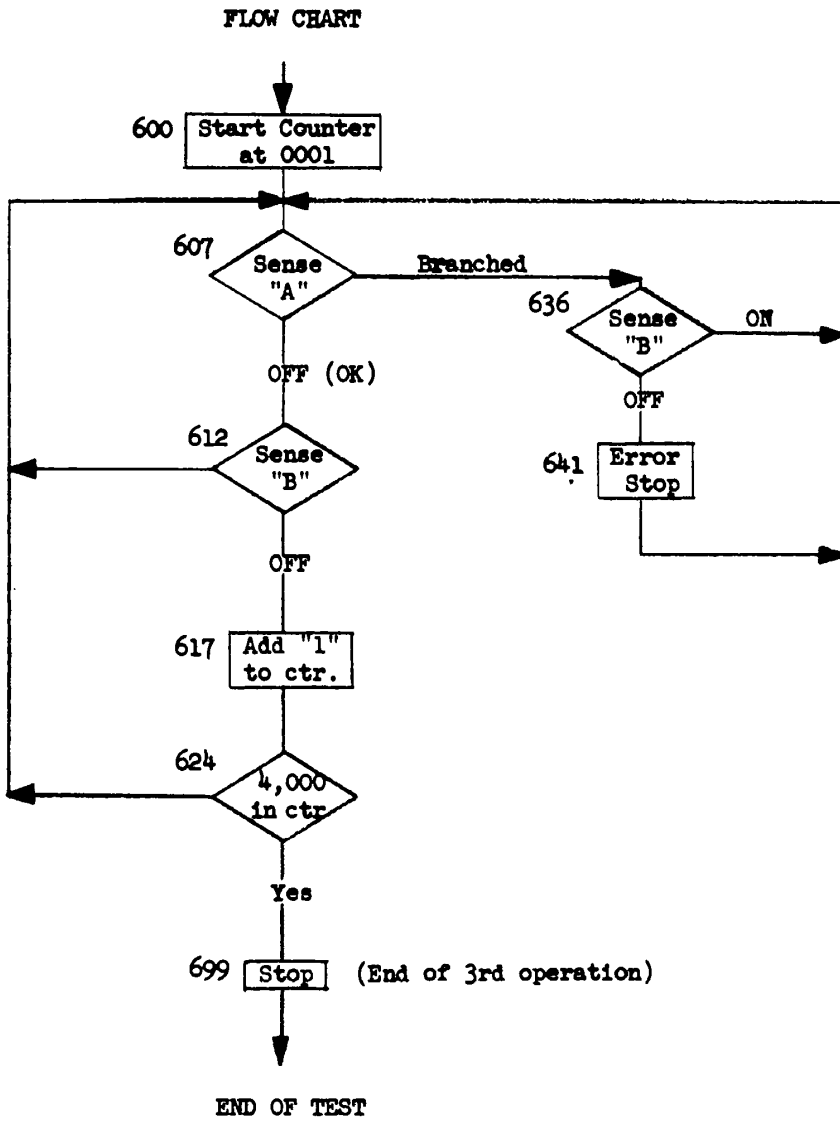 FLOW CHART
600
Start Counter
at 0001
607
Sense
"A"
Branched
636
Sense
"B"
ON
OFF (OK)
OFF
612
Sense
"B"
641
Error
Stop
OFF
617
Add "1"
to ctr.
624
4,000
in ctr
Yes
699
Stop
(End of 3rd operation)
END OF TEST